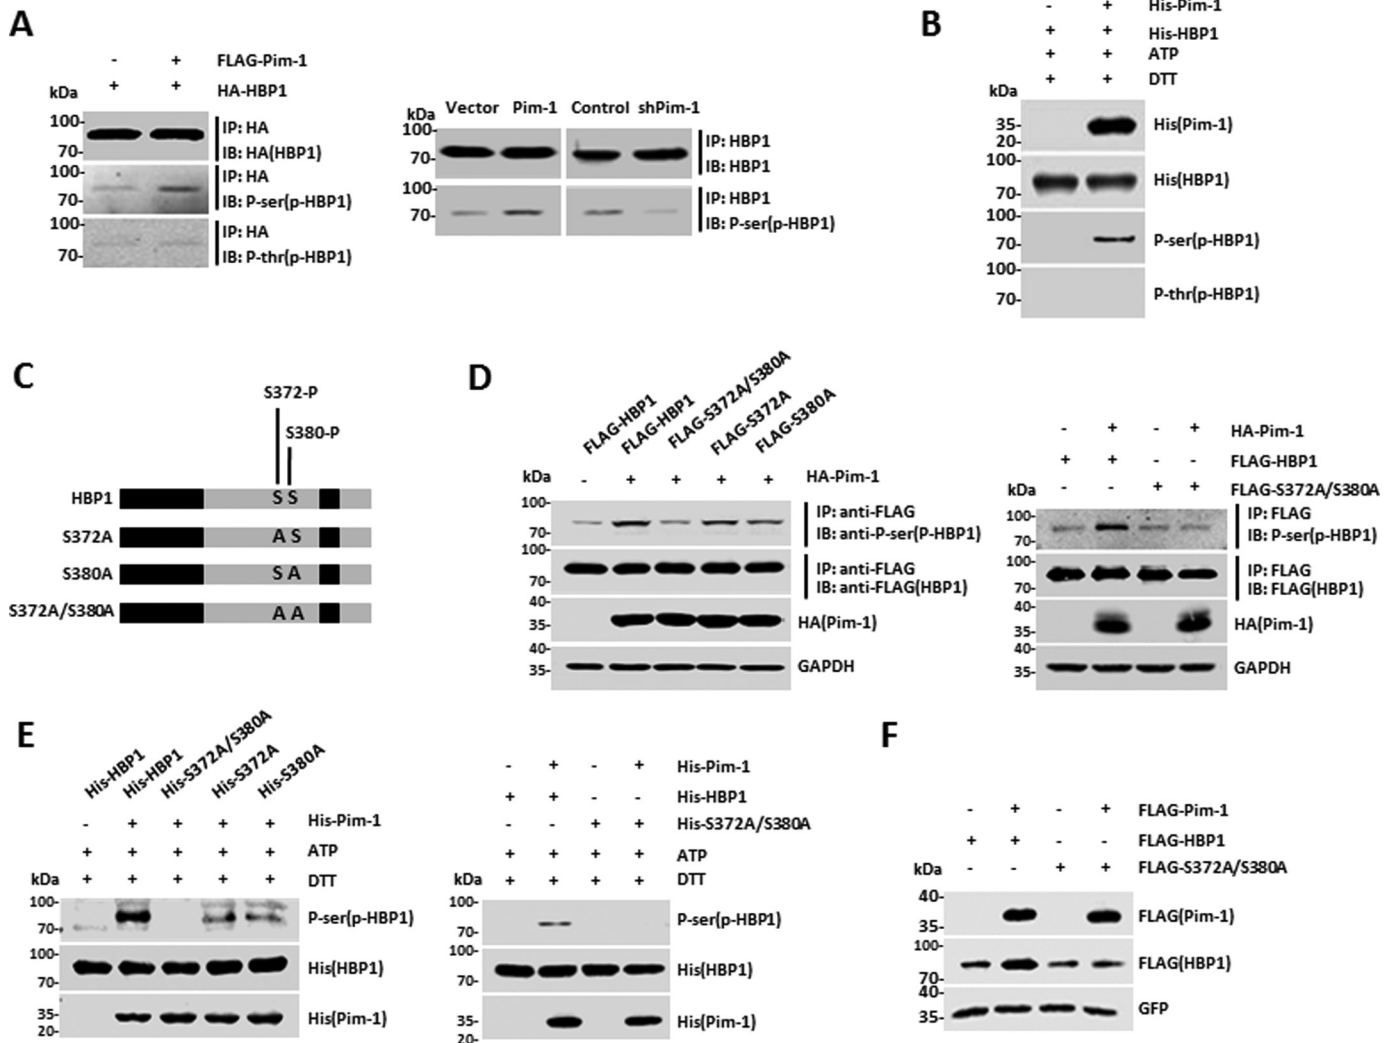 A
- + FLAG-Pim-1
+ + HA-HBP1
kDa
100-
70-
IP: HA
IB: HA(HBP1)
100-
70-
IP: HA
IB: P-ser(p-HBP1)
100-
70-
IP: HA
IB: P-thr(p-HBP1)
Vector Pim-1 Control shPim-1
kDa
100-
70-
IP: HBP1
IB: HBP1
100-
70-
IP: HBP1
IB: P-ser(p-HBP1)
B
- + His-Pim-1
+ + His-HBP1
+ + ATP
+ + DTT
kDa
35-
20-
His(Pim-1)
100-
70-
His(HBP1)
100-
70-
P-ser(p-HBP1)
100-
70-
P-thr(p-HBP1)
C
S372-P
S380-P
HBP1 S S
S372A A S
S380A S A
S372A/S380A A A
D
FLAG-HBP1
FLAG-HBP1
FLAG-S372A/S380A
FLAG-S372A
FLAG-S380A
kDa - + + + + HA-Pim-1
100-
70-
IP: anti-FLAG
IB: anti-P-ser(P-HBP1)
100-
70-
IP: anti-FLAG
IB: anti-FLAG(HBP1)
40-
35-
HA(Pim-1)
40-
35-
GAPDH
- + - + HA-Pim-1
+ + - - FLAG-HBP1
kDa - - + + FLAG-S372A/S380A
100-
70-
IP: FLAG
IB: P-ser(p-HBP1)
100-
70-
IP: FLAG
IB: FLAG(HBP1)
40-
35-
HA(Pim-1)
40-
35-
GAPDH
E
His-HBP1
His-HBP1
His-S372A/S380A
His-S372A
His-S380A
- + + + + His-Pim-1
+ + + + + ATP
kDa + + + + + DTT
100-
70-
P-ser(p-HBP1)
100-
70-
His(HBP1)
35-
20-
His(Pim-1)
- + - + His-Pim-1
+ + - - His-HBP1
- - + + His-S372A/S380A
+ + + + ATP
kDa + + + + DTT
100-
70-
P-ser(p-HBP1)
100-
70-
His(HBP1)
35-
20-
His(Pim-1)
F
- + - + FLAG-Pim-1
+ + - - FLAG-HBP1
kDa - - + + FLAG-S372A/S380A
40-
35-
FLAG(Pim-1)
100-
70-
FLAG(HBP1)
40-
35-
GFP